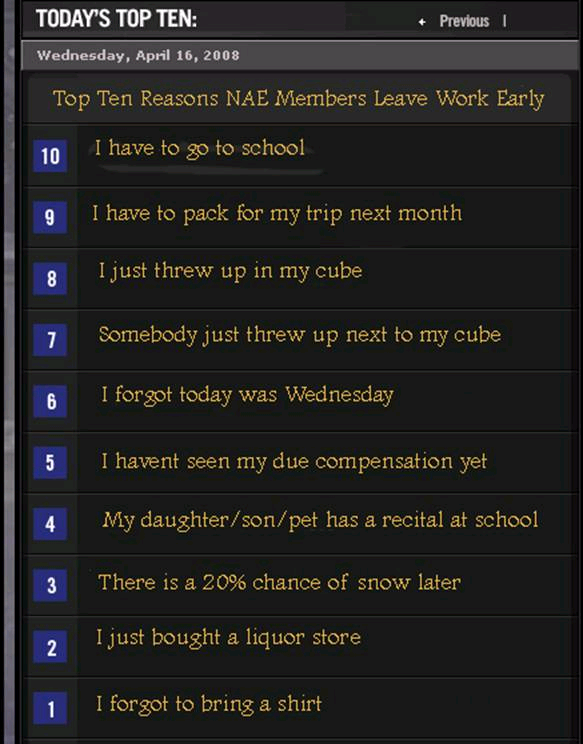 TODAY'S TOP TEN:
← Previous |
Wednesday, April 16, 2008
Top Ten Reasons NAE Members Leave Work Early
10 I have to go to school
9 I have to pack for my trip next month
8 I just threw up in my cube
7 Somebody just threw up next to my cube
6 I forgot today was Wednesday
5 I havent seen my due compensation yet
4 My daughter/son/pet has a recital at school
3 There is a 20% chance of snow later
2 I just bought a liquor store
1 I forgot to bring a shirt